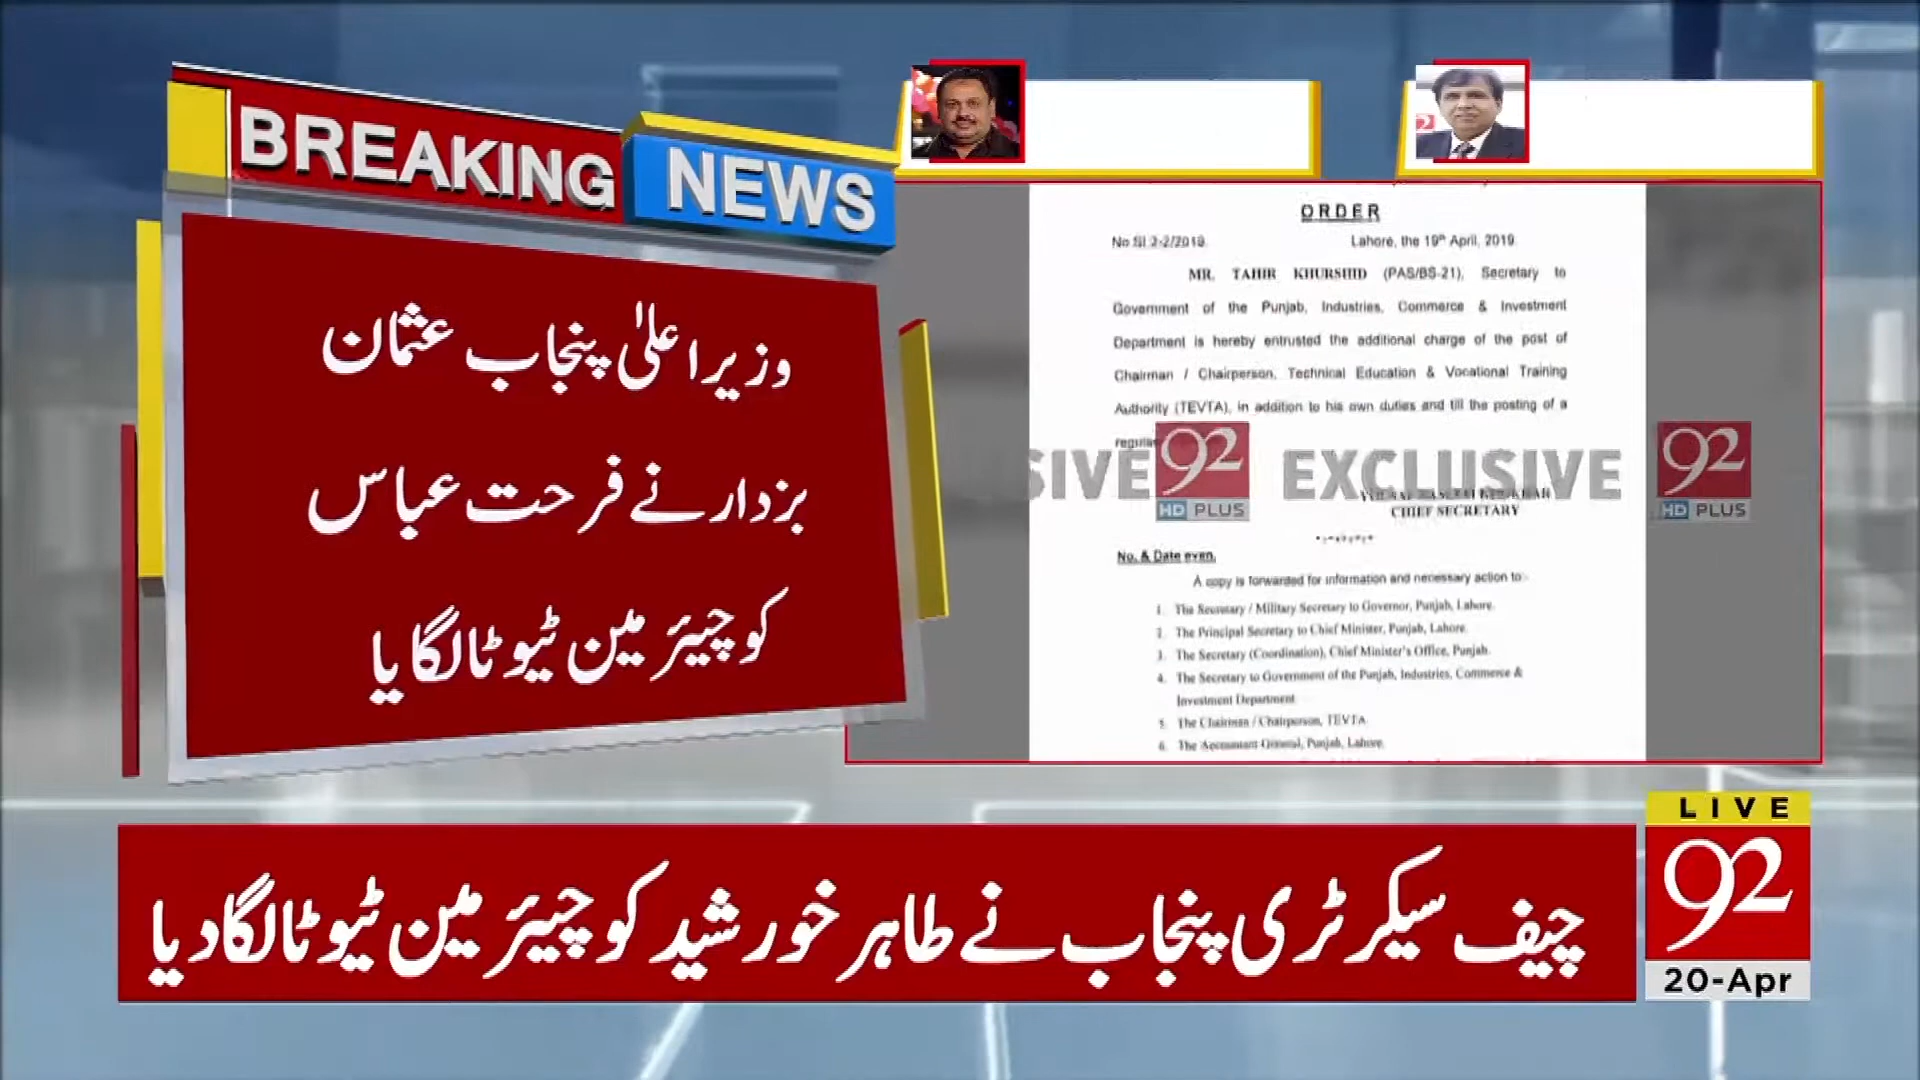 BREAKING NEWS
وزیراعلیٰ پنجاب عثمان
بزدار نے فرحت عباس
کو چیئرمین ٹیوٹا لگایا
ORDER
Lahore, the 19th April, 2019
MR. TAHIR KHURSHID (PAS/BS-21), Secretary to
Government of the Punjab, Industries, Commerce & Investment
Department is hereby entrusted the additional charge of the post of
Chairman / Chairperson, Technical Education & Vocational Training
Authority (TEVTA), in addition to his own duties and till the posting of a
92 HD PLUS EXCLUSIVE 92 HD PLUS
CHIEF SECRETARY
No. & Date even.
A copy is forwarded for information and necessary action to:-
1. The Secretary / Military Secretary to Governor, Punjab, Lahore.
2. The Principal Secretary to Chief Minister, Punjab, Lahore.
3. The Secretary (Coordination), Chief Minister's Office, Punjab.
4. The Secretary to Government of the Punjab, Industries, Commerce &
Investment Department
5. The Chairman / Chairperson, TEVTA
6. The Accountant General, Punjab, Lahore.
LIVE
92
20-Apr
چیف سیکرٹری پنجاب نے طاہر خورشید کو چیئرمین ٹیوٹا لگا دیا